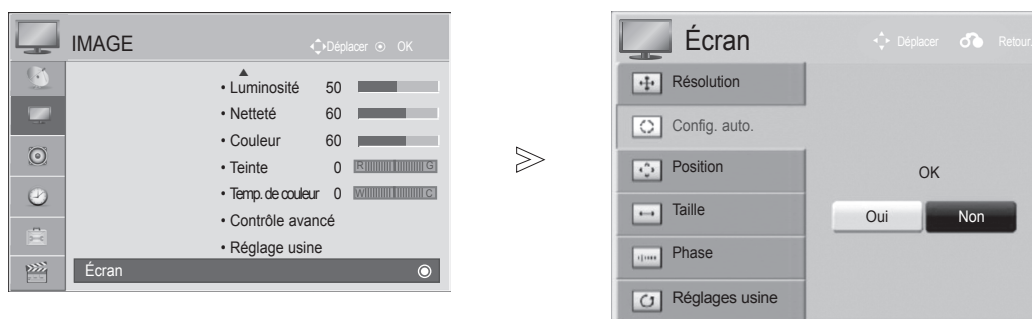 IMAGE
Déplacer OK
• Luminosité 50
• Netteté 60
• Couleur 60
• Teinte 0 R G
• Temp. de couleur 0 W C
• Contrôle avancé
• Réglage usine
Écran
Écran
Déplacer Retour
Résolution
Config. auto.
Position
Taille
Phase
Réglages usine
OK
Oui Non